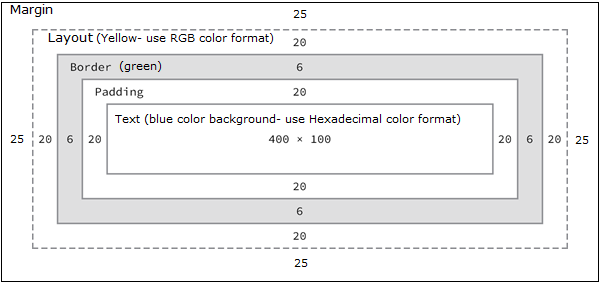 Margin
25
Layout (Yellow- use RGB color format)
20
Border (green)
6
Padding
20
Text (blue color background- use Hexadecimal color format)
25 20 6 20 400 × 100 20 6 20 25
20
6
20
25